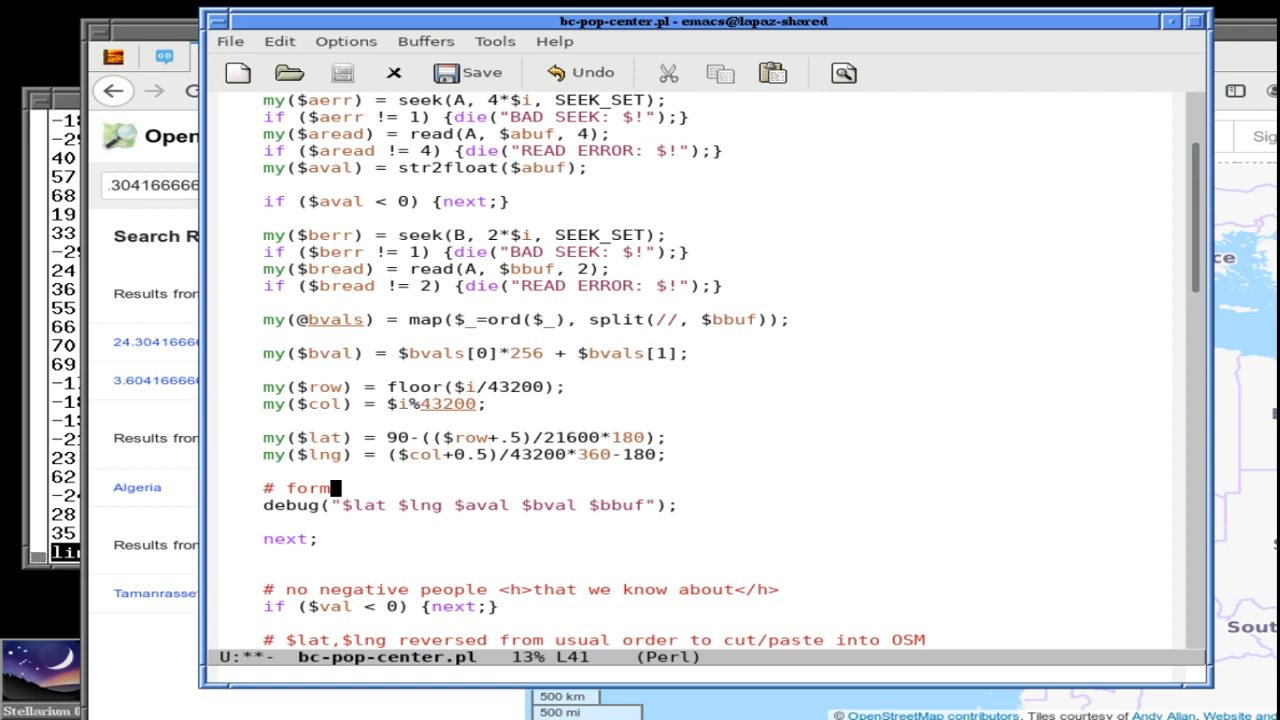 bc-pop-center.pl - emacs@lapaz-shared
File Edit Options Buffers Tools Help
Save Undo
my($aerr) = seek(A, 4*$i, SEEK_SET);
if ($aerr != 1) {die("BAD SEEK: $!");}
my($aread) = read(A, $abuf, 4);
if ($aread != 4) {die("READ ERROR: $!");}
my($aval) = str2float($abuf);
if ($aval < 0) {next;}
my($berr) = seek(B, 2*$i, SEEK_SET);
if ($berr != 1) {die("BAD SEEK: $!");}
my($bread) = read(A, $bbuf, 2);
if ($bread != 2) {die("READ ERROR: $!");}
my(@bvals) = map($_=ord($_), split(//, $bbuf));
my($bval) = $bvals[0]*256 + $bvals[1];
my($row) = floor($i/43200);
my($col) = $i%43200;
my($lat) = 90-(($row+.5)/21600*180);
my($lng) = ($col+0.5)/43200*360-180;
# form
debug("$lat $lng $aval $bval $bbuf");
next;
# no negative people <h>that we know about</h>
if ($val < 0) {next;}
# $lat,$lng reversed from usual order to cut/paste into OSM
U:**- bc-pop-center.pl 13% L41 (Perl)
Open
.304166666
Search R
Results from
24.3041666
3.60416666
Results from
Algeria
Results from
Tamanrasse
40
57
68
19
33
24
36
55
66
70
69
23
62
28
35
Stellarium
Sig
ce
Sout
500 km
500 mi
© OpenStreetMap contributors. Tiles courtesy of Andy Allan, Website and